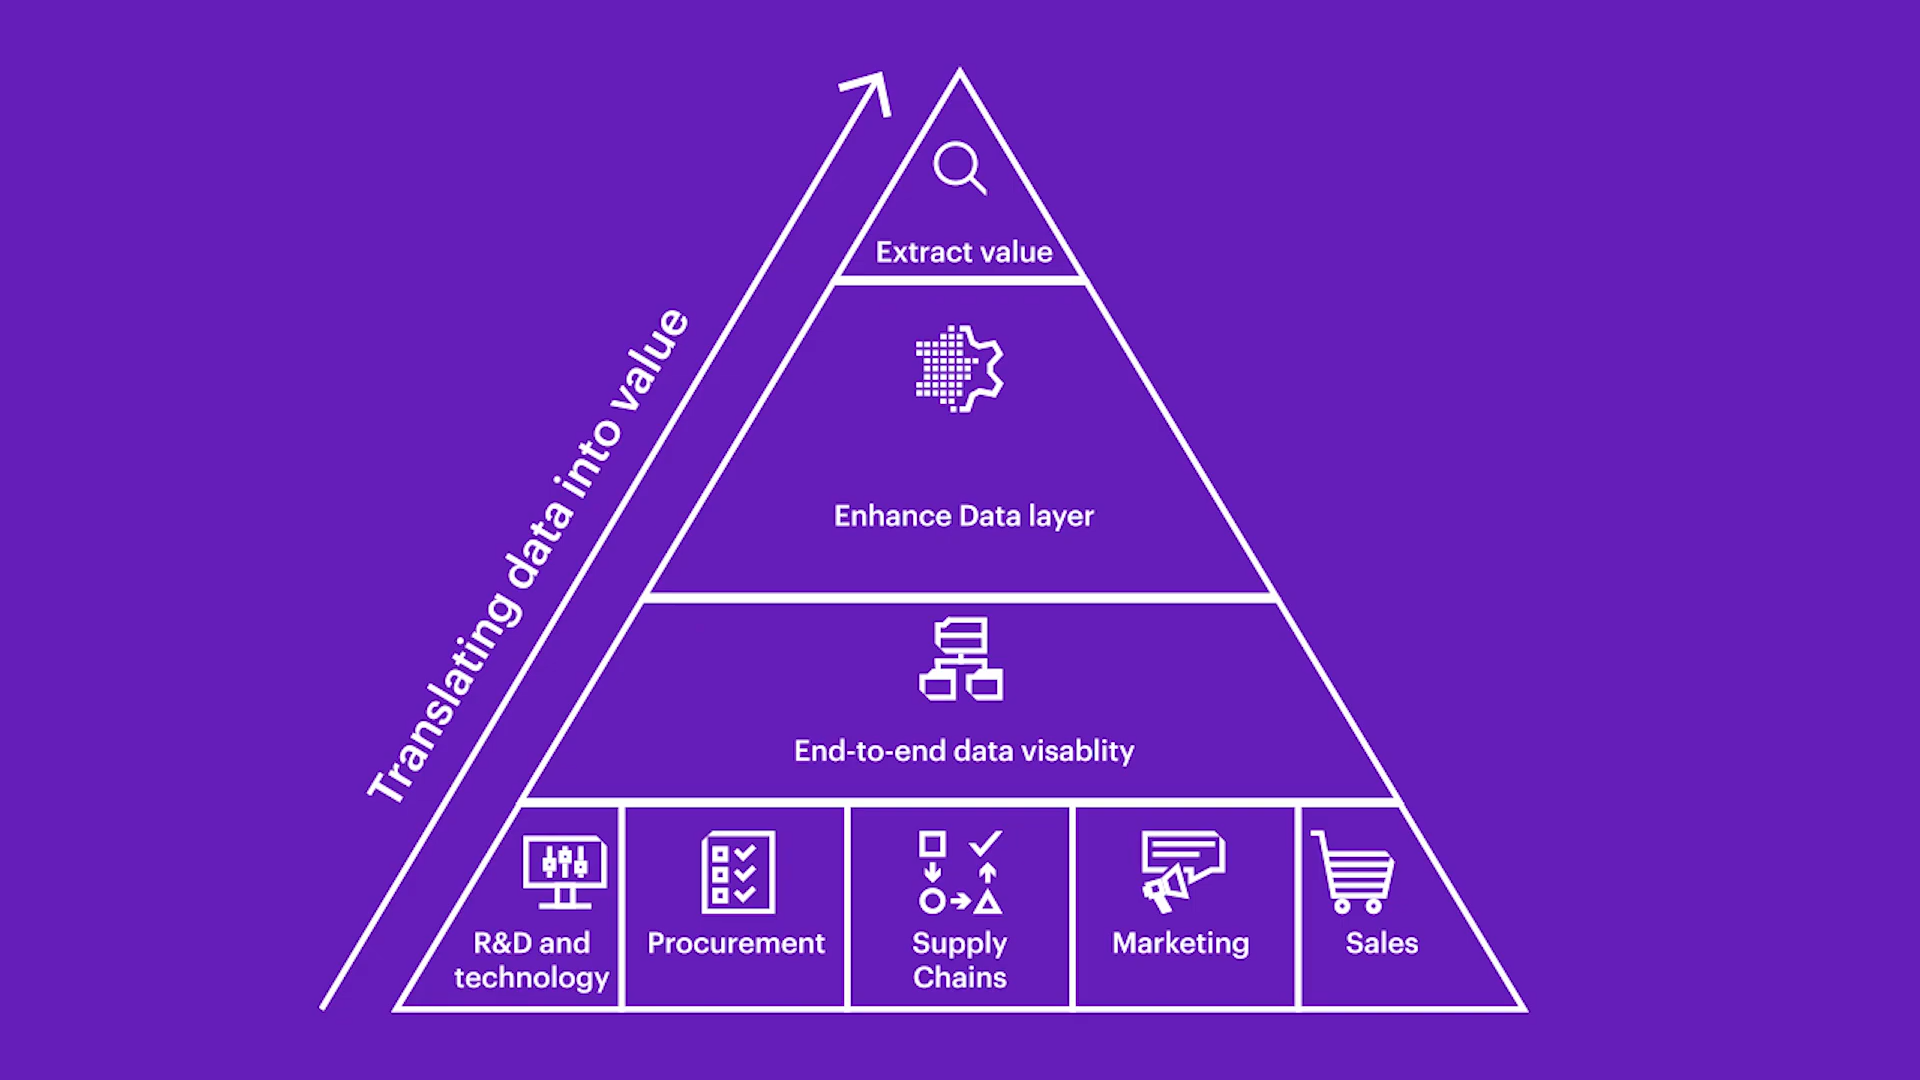 Translating data into value
Extract value
Enhance Data layer
End-to-end data visablity
R&D and
technology
Procurement
Supply
Chains
Marketing
Sales